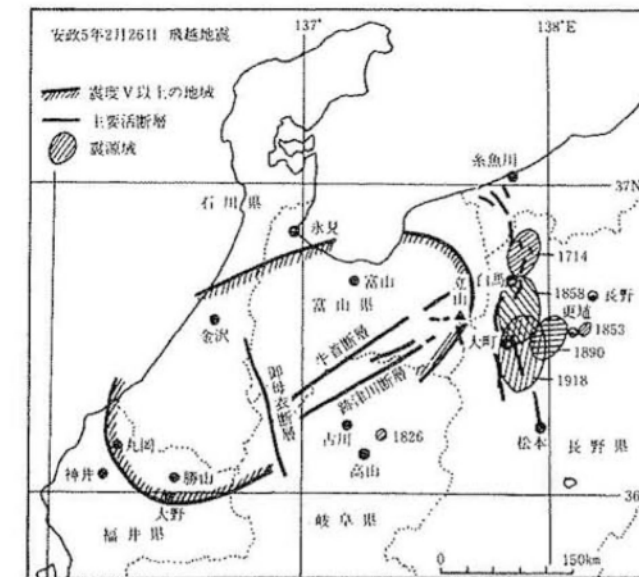 安政5年2月26日 飛越地震
震度V以上の地域
主要活断層
震源域
137°
138°E
糸魚川
37°N
石川県
氷見
1714
富山
立山
白馬
1858
長野
富山県
更埴
1853
金沢
牛首断層
大町
1890
御母衣断層
跡津川断層
1918
丸岡
古川
1826
松本
長野県
神井
勝山
高山
大野
36
福井県
岐阜県
0
150km